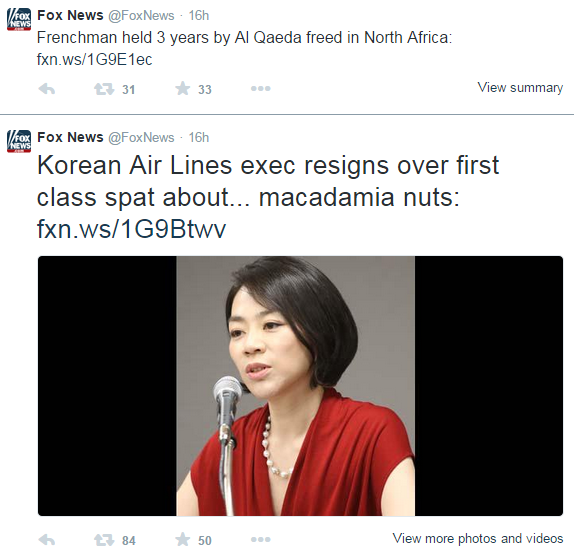 Fox News @FoxNews · 16h
Frenchman held 3 years by Al Qaeda freed in North Africa:
fxn.ws/1G9E1ec
31 33 View summary
FOX
NEWS
Fox News @FoxNews · 16h
Korean Air Lines exec resigns over first
class spat about... macadamia nuts:
fxn.ws/1G9Btwv
84 50 View more photos and videos
FOX
NEWS